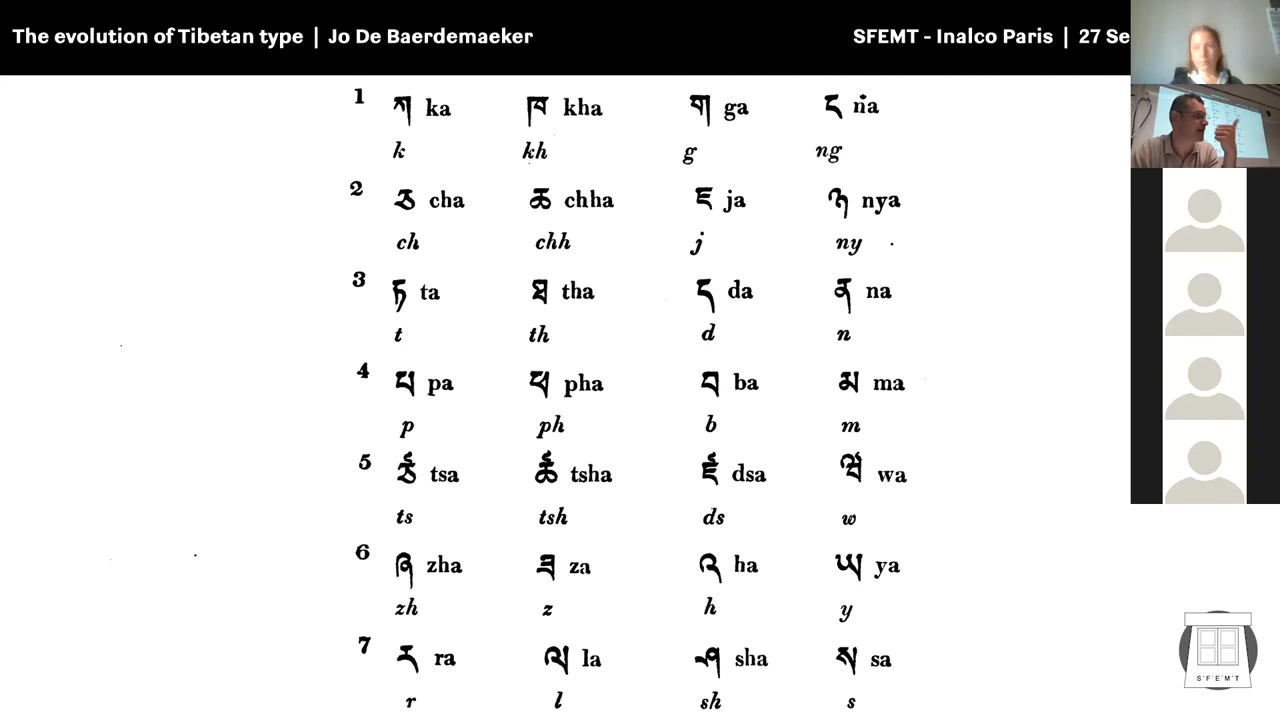 The evolution of Tibetan type | Jo De Baerdemaeker
SFEMT - Inalco Paris | 27 Se
1 ཀ ka ཁ kha ག ga ང ṅa
k kh g ng
2 ཅ cha ཆ chha ཇ ja ཉ nya
ch chh j ny
3 ཏ ta ཐ tha ད da ན na
t th d n
4 པ pa ཕ pha བ ba མ ma
p ph b m
5 ཙ tsa ཚ tsha ཛ dsa ཝ wa
ts tsh ds w
6 ཞ zha ཟ za འ ha ཡ ya
zh z h y
7 ར ra ལ la ཤ sha ས sa
r l sh s
S·F·E·M·T